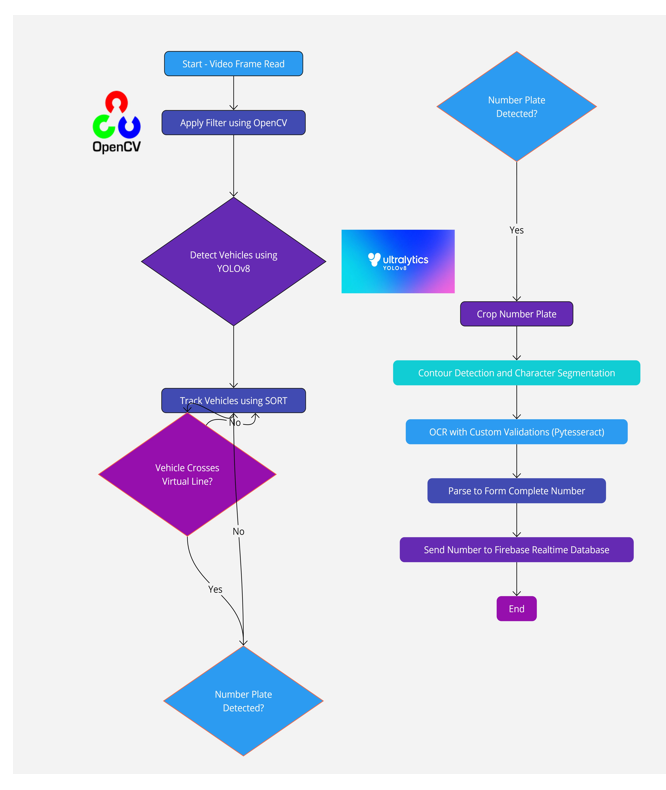 Start - Video Frame Read
Apply Filter using OpenCV
OpenCV
Detect Vehicles using
YOLOv8
ultralytics
YOLOv8
Track Vehicles using SORT
No
Vehicle Crosses
Virtual Line?
No
Yes
Number Plate
Detected?
Number Plate
Detected?
Yes
Crop Number Plate
Contour Detection and Character Segmentation
OCR with Custom Validations (Pytesseract)
Parse to Form Complete Number
Send Number to Firebase Realtime Database
End